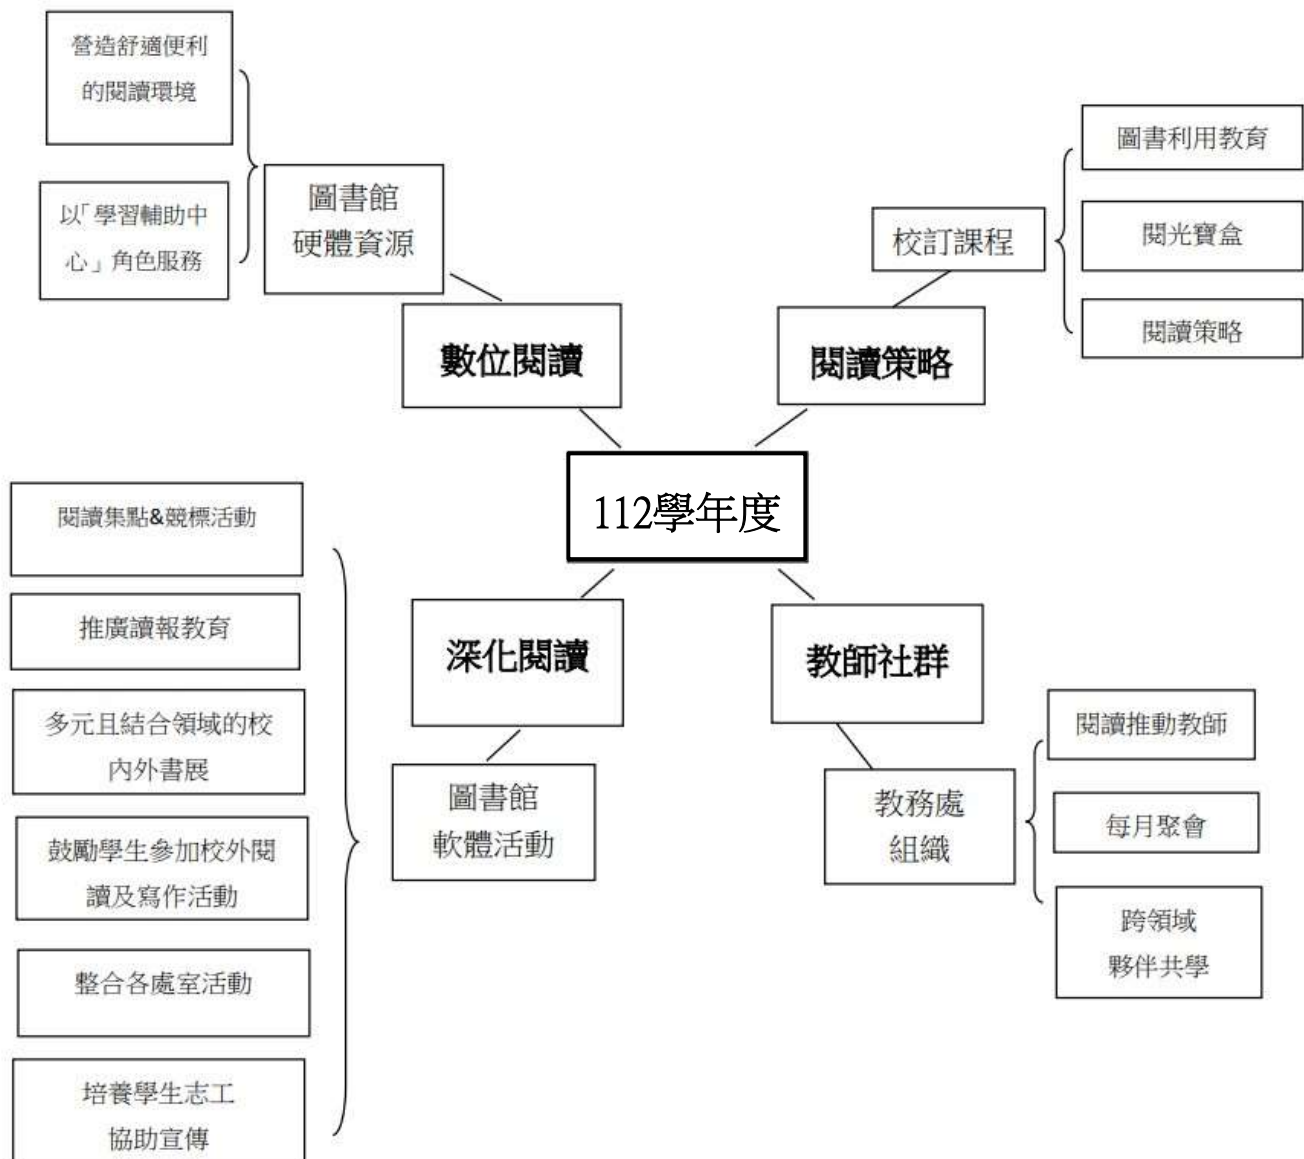 營造舒適便利
的閱讀環境
以「學習輔助中
心」角色服務
圖書館
硬體資源
數位閱讀
圖書利用教育
閱光寶盒
閱讀策略
校訂課程
閱讀策略
112學年度
閱讀集點&競標活動
推廣讀報教育
多元且結合領域的校
內外書展
鼓勵學生參加校外閱
讀及寫作活動
整合各處室活動
培養學生志工
協助宣傳
深化閱讀
圖書館
軟體活動
教師社群
教務處
組織
閱讀推動教師
每月聚會
跨領域
夥伴共學